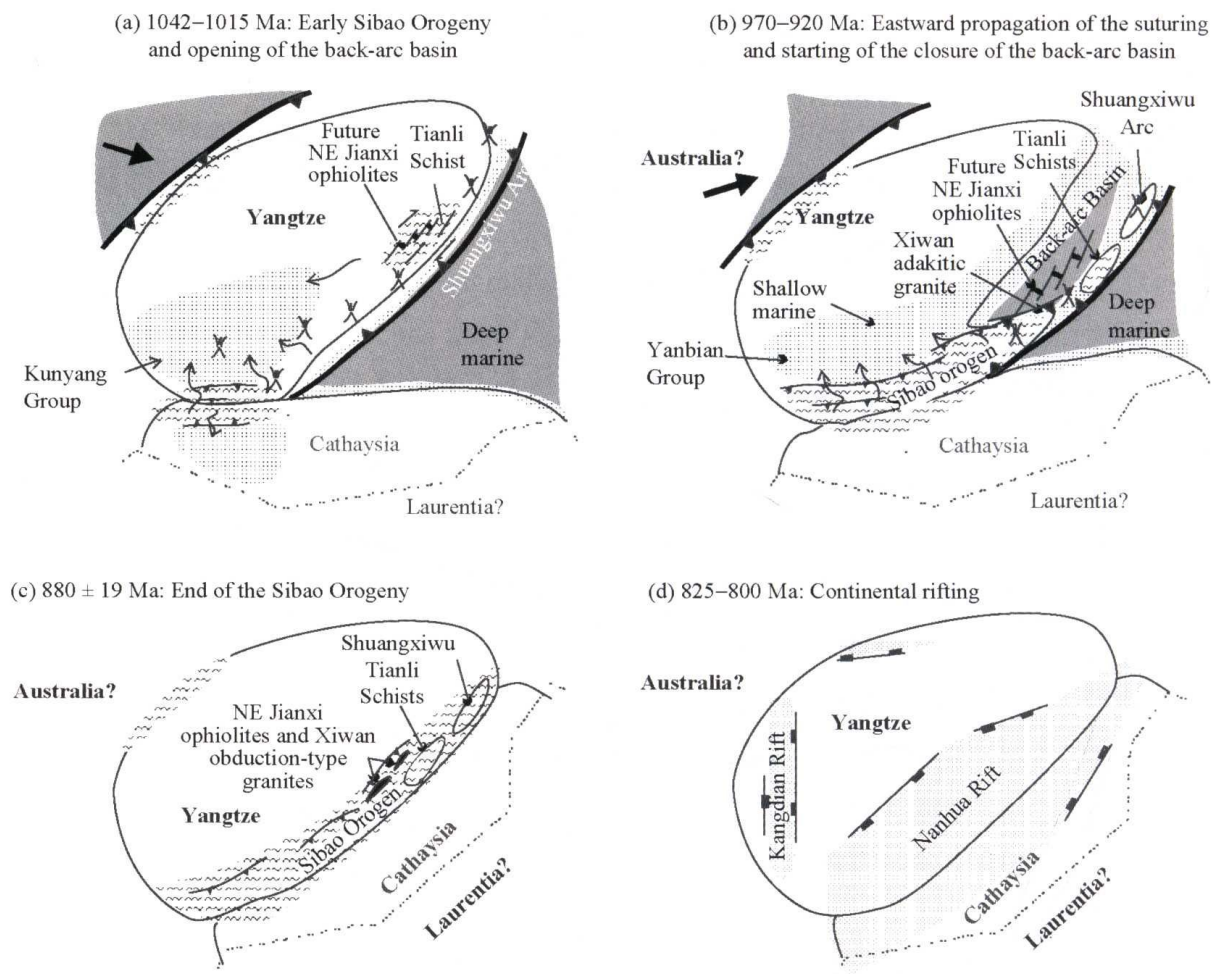 (a) 1042–1015 Ma: Early Sibao Orogeny
and opening of the back-arc basin
Future
NE Jianxi
ophiolites
Tianli
Schist
Shuangxiwu Arc
Yangtze
Deep
marine
Kunyang
Group
Cathaysia
Laurentia?
(b) 970–920 Ma: Eastward propagation of the suturing
and starting of the closure of the back-arc basin
Shuangxiwu
Arc
Tianli
Schists
Australia?
Future
NE Jianxi
ophiolites
Yangtze
Back-arc Basin
Xiwan
adakitic
granite
Shallow
marine
Deep
marine
Yanbian
Group
Sibao orogen
Cathaysia
Laurentia?
(c) 880 ± 19 Ma: End of the Sibao Orogeny
Shuangxiwu
Tianli
Schists
Australia?
NE Jianxi
ophiolites and Xiwan
obduction-type
granites
Yangtze
Sibao Orogen
Cathaysia
Laurentia?
(d) 825–800 Ma: Continental rifting
Australia?
Yangtze
Kangdian Rift
Nanhua Rift
Cathaysia
Laurentia?